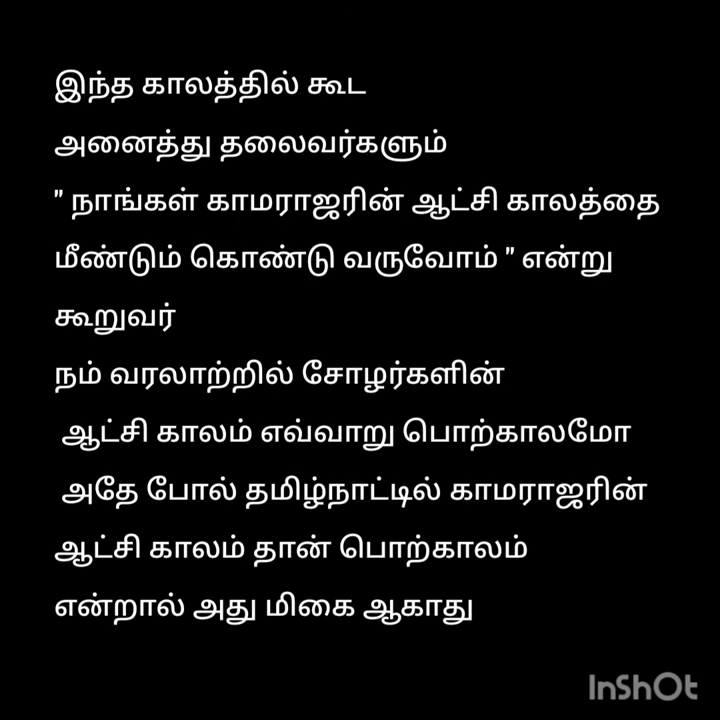 இந்த காலத்தில் கூட
அனைத்து தலைவர்களும்
" நாங்கள் காமராஜரின் ஆட்சி காலத்தை
மீண்டும் கொண்டு வருவோம் " என்று
கூறுவர்
நம் வரலாற்றில் சோழர்களின்
ஆட்சி காலம் எவ்வாறு பொற்காலமோ
அதே போல் தமிழ்நாட்டில் காமராஜரின்
ஆட்சி காலம் தான் பொற்காலம்
என்றால் அது மிகை ஆகாது
InShOt